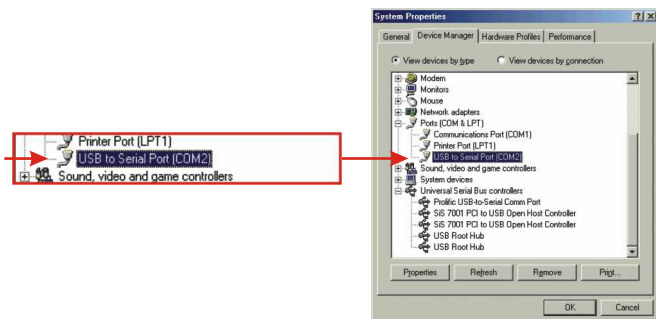 Printer Port (LPT1)
USB to Serial Port (COM2)
Sound, video and game controllers
System Properties
General Device Manager Hardware Profiles Performance
View devices by type View devices by connection
Modem
Monitors
Mouse
Network adapters
Ports (COM & LPT)
Communications Port (COM1)
Printer Port (LPT1)
USB to Serial Port (COM2)
Sound, video and game controllers
System devices
Universal Serial Bus controllers
Prolific USB-to-Serial Comm Port
SiS 7001 PCI to USB Open Host Controller
SiS 7001 PCI to USB Open Host Controller
USB Root Hub
USB Root Hub
Properties Refresh Remove Print...
OK Cancel